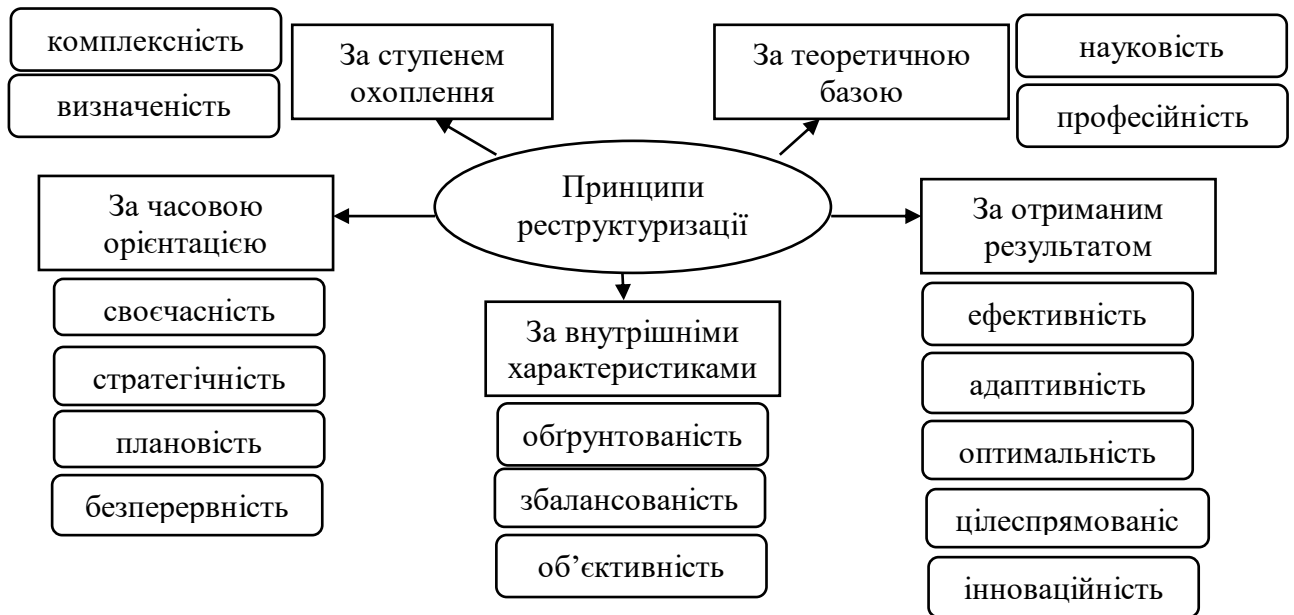 комплексність
визначеність
За ступенем
охоплення
За теоретичною
базою
науковість
професійність
Принципи
реструктуризації
За часовою
орієнтацією
своєчасність
стратегічність
плановість
безперервність
За внутрішніми
характеристиками
обґрунтованість
збалансованість
об’єктивність
За отриманим
результатом
ефективність
адаптивність
оптимальність
цілеспрямованіс
інноваційність